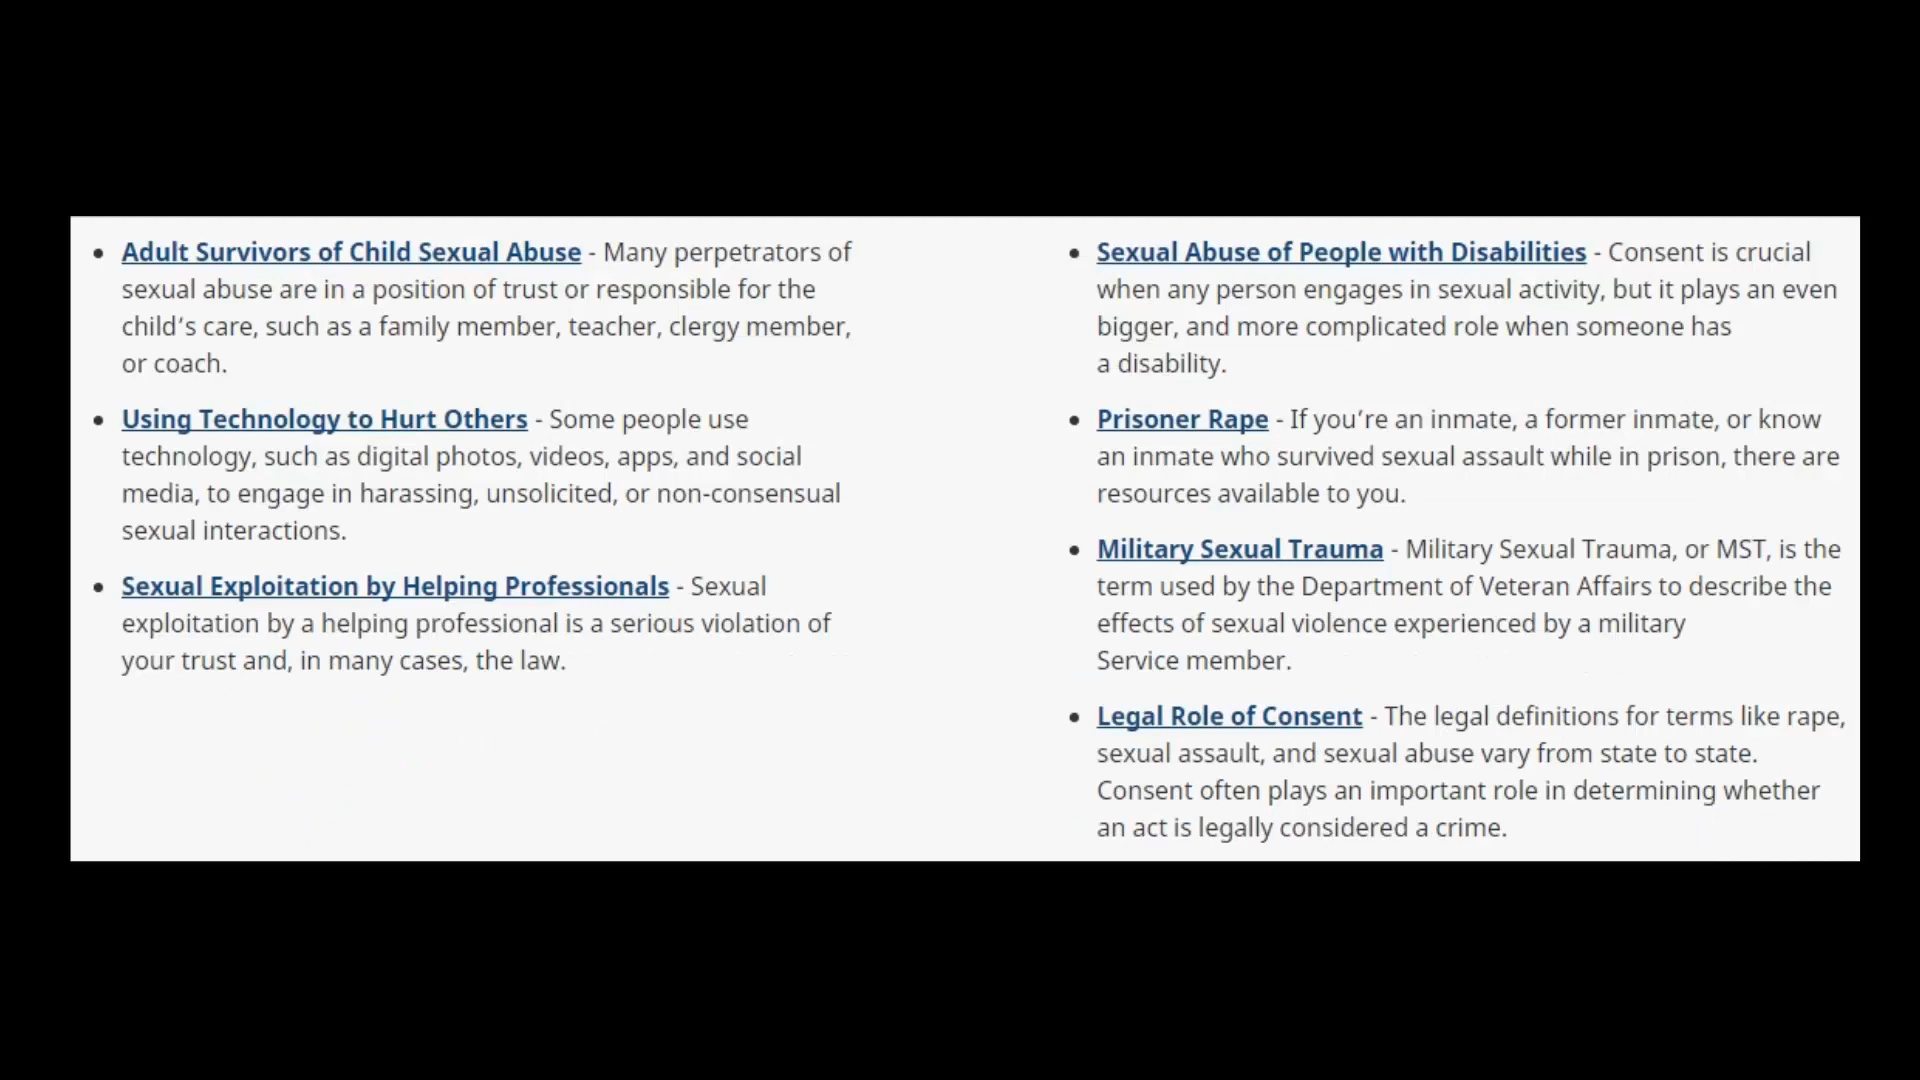 • Adult Survivors of Child Sexual Abuse - Many perpetrators of
sexual abuse are in a position of trust or responsible for the
child’s care, such as a family member, teacher, clergy member,
or coach.
• Using Technology to Hurt Others - Some people use
technology, such as digital photos, videos, apps, and social
media, to engage in harassing, unsolicited, or non-consensual
sexual interactions.
• Sexual Exploitation by Helping Professionals - Sexual
exploitation by a helping professional is a serious violation of
your trust and, in many cases, the law.
• Sexual Abuse of People with Disabilities - Consent is crucial
when any person engages in sexual activity, but it plays an even
bigger, and more complicated role when someone has
a disability.
• Prisoner Rape - If you’re an inmate, a former inmate, or know
an inmate who survived sexual assault while in prison, there are
resources available to you.
• Military Sexual Trauma - Military Sexual Trauma, or MST, is the
term used by the Department of Veteran Affairs to describe the
effects of sexual violence experienced by a military
Service member.
• Legal Role of Consent - The legal definitions for terms like rape,
sexual assault, and sexual abuse vary from state to state.
Consent often plays an important role in determining whether
an act is legally considered a crime.